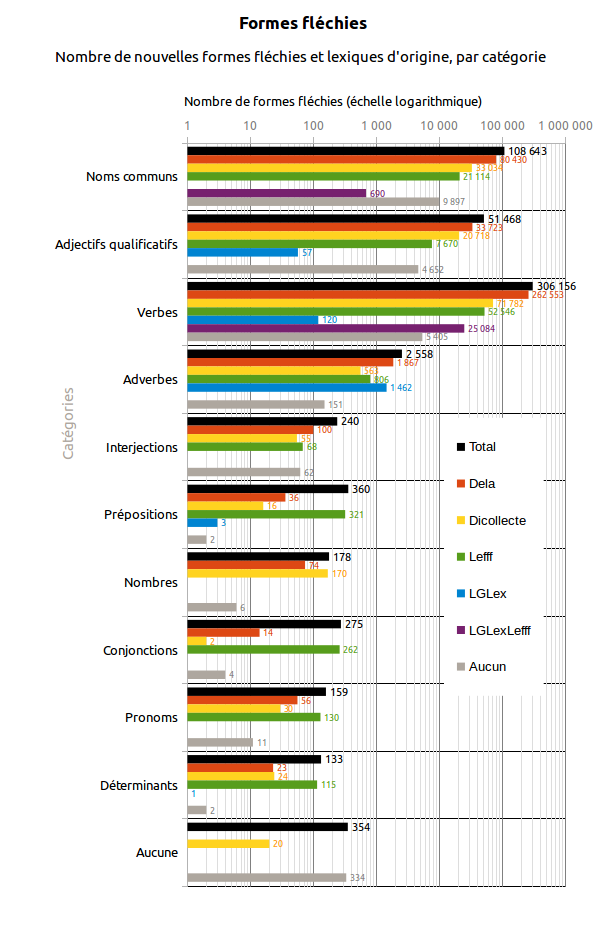 Formes fléchies
Nombre de nouvelles formes fléchies et lexiques d'origine, par catégorie
Nombre de formes fléchies (échelle logarithmique)
1 10 100 1 000 10 000 100 000 1 000 000
Catégories
Noms communs
108 643
80 430
33 034
21 114
690
9 897
Adjectifs qualificatifs
51 468
33 723
20 718
7 670
57
4 652
Verbes
306 156
262 553
71 782
52 546
120
25 084
5 405
Adverbes
2 558
1 867
563
806
1 462
151
Interjections
240
100
55
68
62
Prépositions
360
36
16
321
3
2
Nombres
178
74
170
6
Conjonctions
275
14
2
262
4
Pronoms
159
56
30
130
11
Déterminants
133
23
24
115
1
2
Aucune
354
20
334
Total
Dela
Dicollecte
Lefff
LGLex
LGLexLefff
Aucun